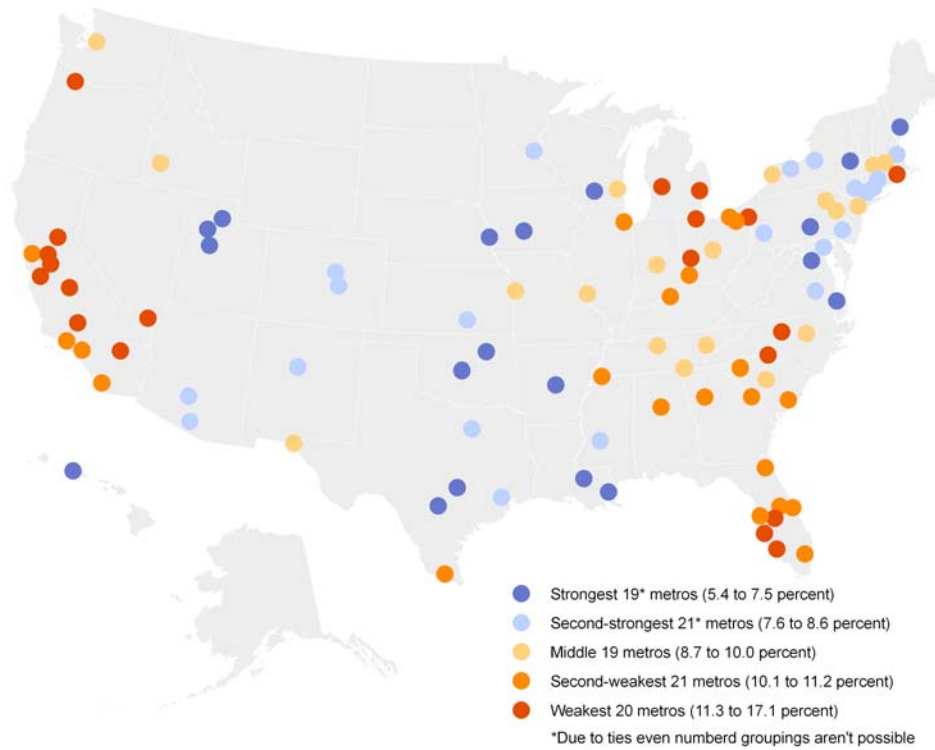 Strongest 19* metros (5.4 to 7.5 percent)
Second-strongest 21* metros (7.6 to 8.6 percent)
Middle 19 metros (8.7 to 10.0 percent)
Second-weakest 21 metros (10.1 to 11.2 percent)
Weakest 20 metros (11.3 to 17.1 percent)
*Due to ties even numberd groupings aren't possible